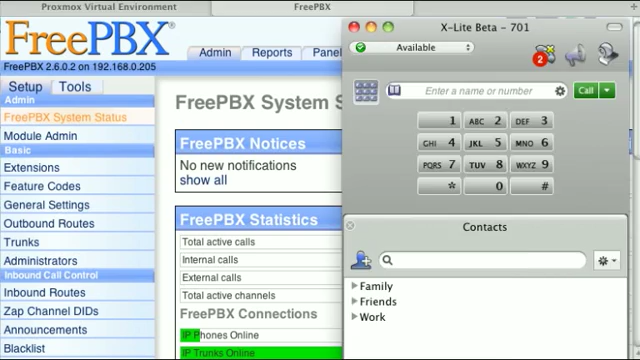 Proxmox Virtual Environment
FreePBX
FreePBX
Admin
Reports
Panel
FreePBX 2.6.0.2 on 192.168.0.205
Setup
Tools
Admin
FreePBX System Status
Module Admin
Basic
Extensions
Feature Codes
General Settings
Outbound Routes
Trunks
Administrators
Inbound Call Control
Inbound Routes
Zap Channel DIDs
Announcements
Blacklist
FreePBX System S
FreePBX Notices
No new notifications
show all
FreePBX Statistics
Total active calls
Internal calls
External calls
Total active channels
FreePBX Connections
IP Phones Online
IP Trunks Online
X-Lite Beta - 701
Available
2
Enter a name or number
Call
1
ABC 2
DEF 3
GHI 4
JKL 5
MNO 6
PQRS 7
TUV 8
WXYZ 9
*
0
#
Contacts
Family
Friends
Work